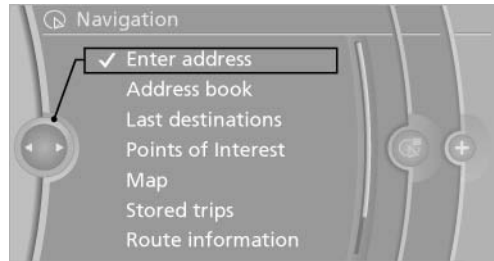 Navigation
Enter address
Address book
Last destinations
Points of Interest
Map
Stored trips
Route information